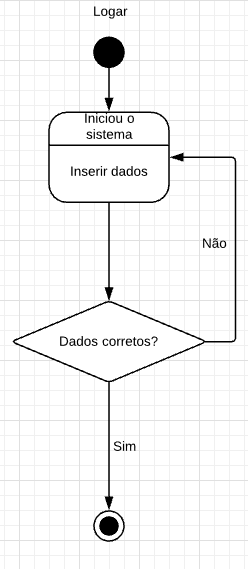 Logar
Iniciou o
sistema
Inserir dados
Não
Dados corretos?
Sim